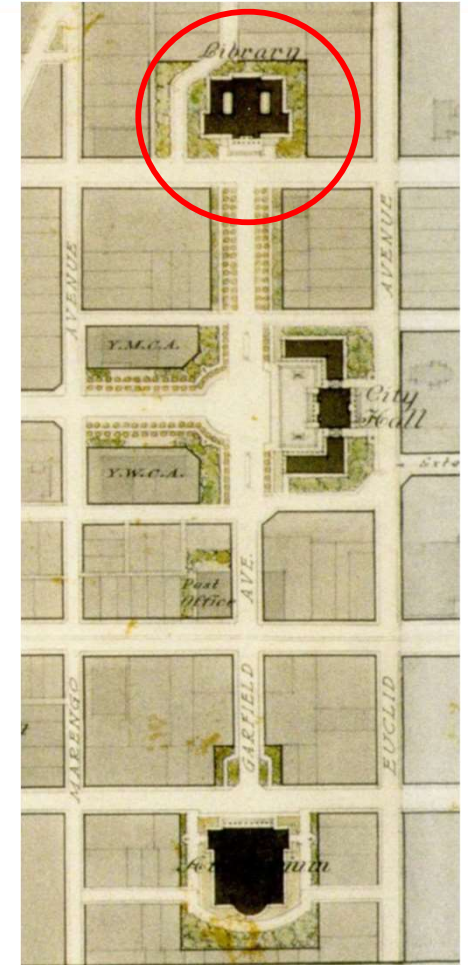 Library
AVENUE
AVENUE
Y.M.C.A.
City
Hall
Y.W.C.A.
Post
Office
AVE.
MARENGO
GARFIELD
EUCLID